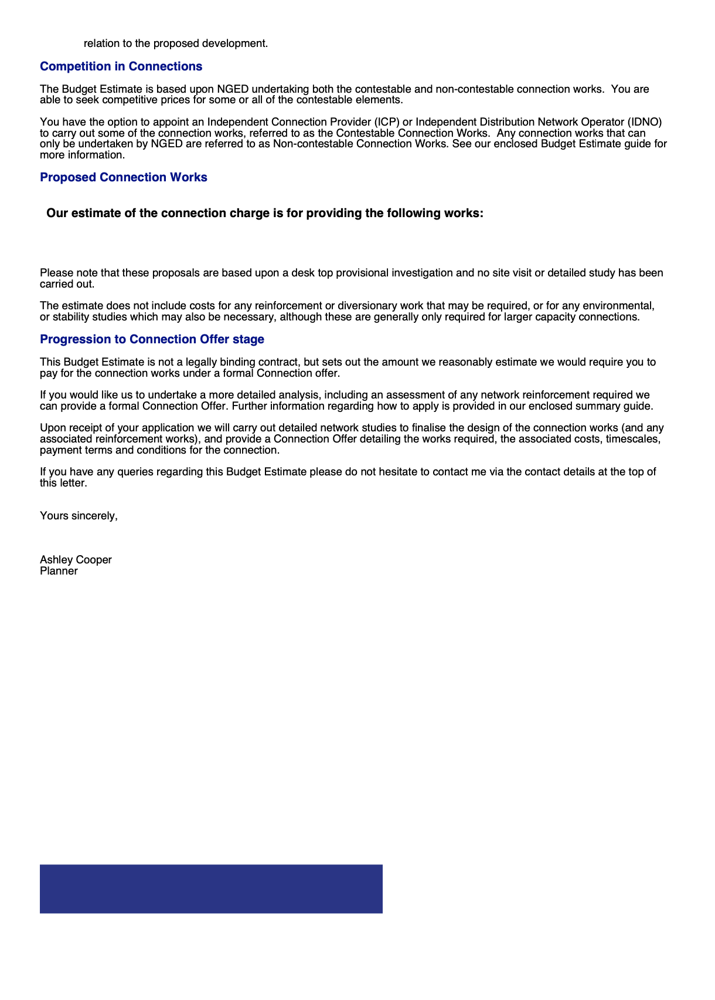 relation to the proposed development.
Competition in Connections
The Budget Estimate is based upon NGED undertaking both the contestable and non-contestable connection works.  You are
able to seek competitive prices for some or all of the contestable elements.
You have the option to appoint an Independent Connection Provider (ICP) or Independent Distribution Network Operator (IDNO)
to carry out some of the connection works, referred to as the Contestable Connection Works.  Any connection works that can
only be undertaken by NGED are referred to as Non-contestable Connection Works. See our enclosed Budget Estimate guide for
more information.
Proposed Connection Works
Our estimate of the connection charge is for providing the following works:
Please note that these proposals are based upon a desk top provisional investigation and no site visit or detailed study has been
carried out.
The estimate does not include costs for any reinforcement or diversionary work that may be required, or for any environmental,
or stability studies which may also be necessary, although these are generally only required for larger capacity connections.
Progression to Connection Offer stage
This Budget Estimate is not a legally binding contract, but sets out the amount we reasonably estimate we would require you to
pay for the connection works under a formal Connection offer.
If you would like us to undertake a more detailed analysis, including an assessment of any network reinforcement required we
can provide a formal Connection Offer. Further information regarding how to apply is provided in our enclosed summary guide.
Upon receipt of your application we will carry out detailed network studies to finalise the design of the connection works (and any
associated reinforcement works), and provide a Connection Offer detailing the works required, the associated costs, timescales,
payment terms and conditions for the connection.
If you have any queries regarding this Budget Estimate please do not hesitate to contact me via the contact details at the top of
this letter.
Yours sincerely,
Ashley Cooper
Planner